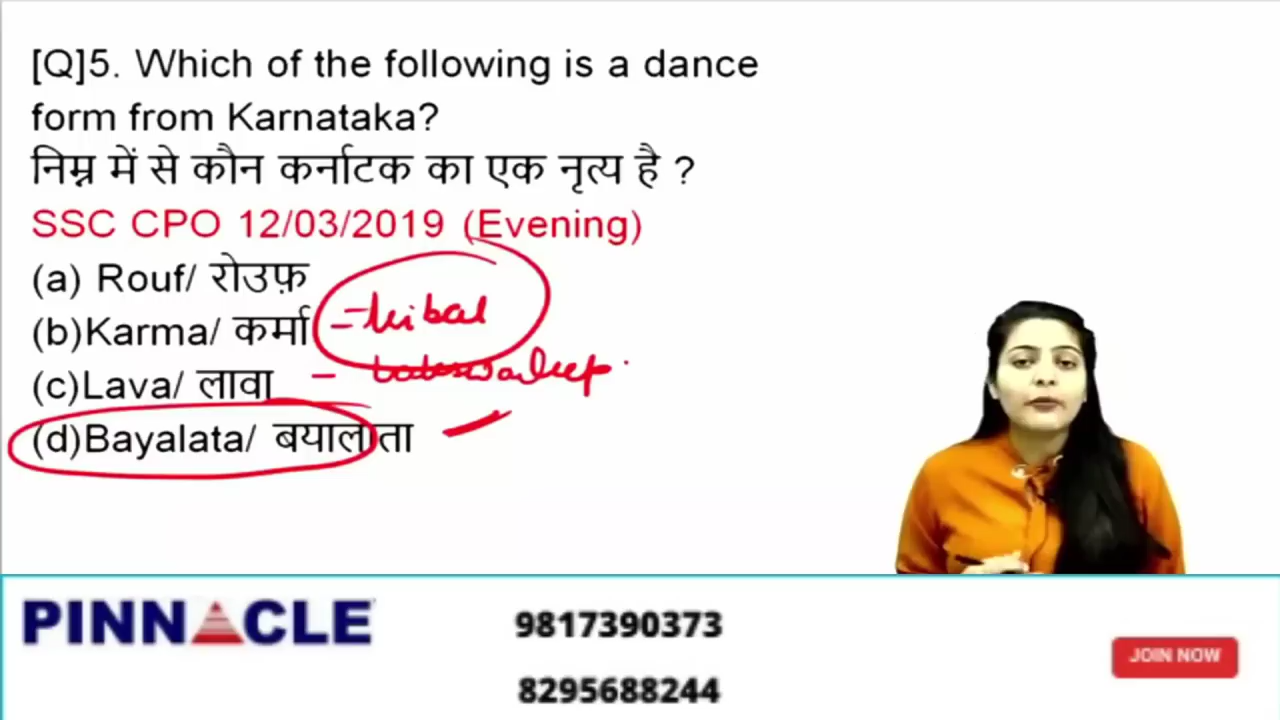 [Q]5. Which of the following is a dance
form from Karnataka?
निम्न में से कौन कर्नाटक का एक नृत्य है ?
SSC CPO 12/03/2019 (Evening)
(a) Rouf/ रोउफ़
(b)Karma/ कर्मा – tribal
(c)Lava/ लावा –
(d)Bayalata/ बयालाता
PINNACLE
9817390373
8295688244
JOIN NOW